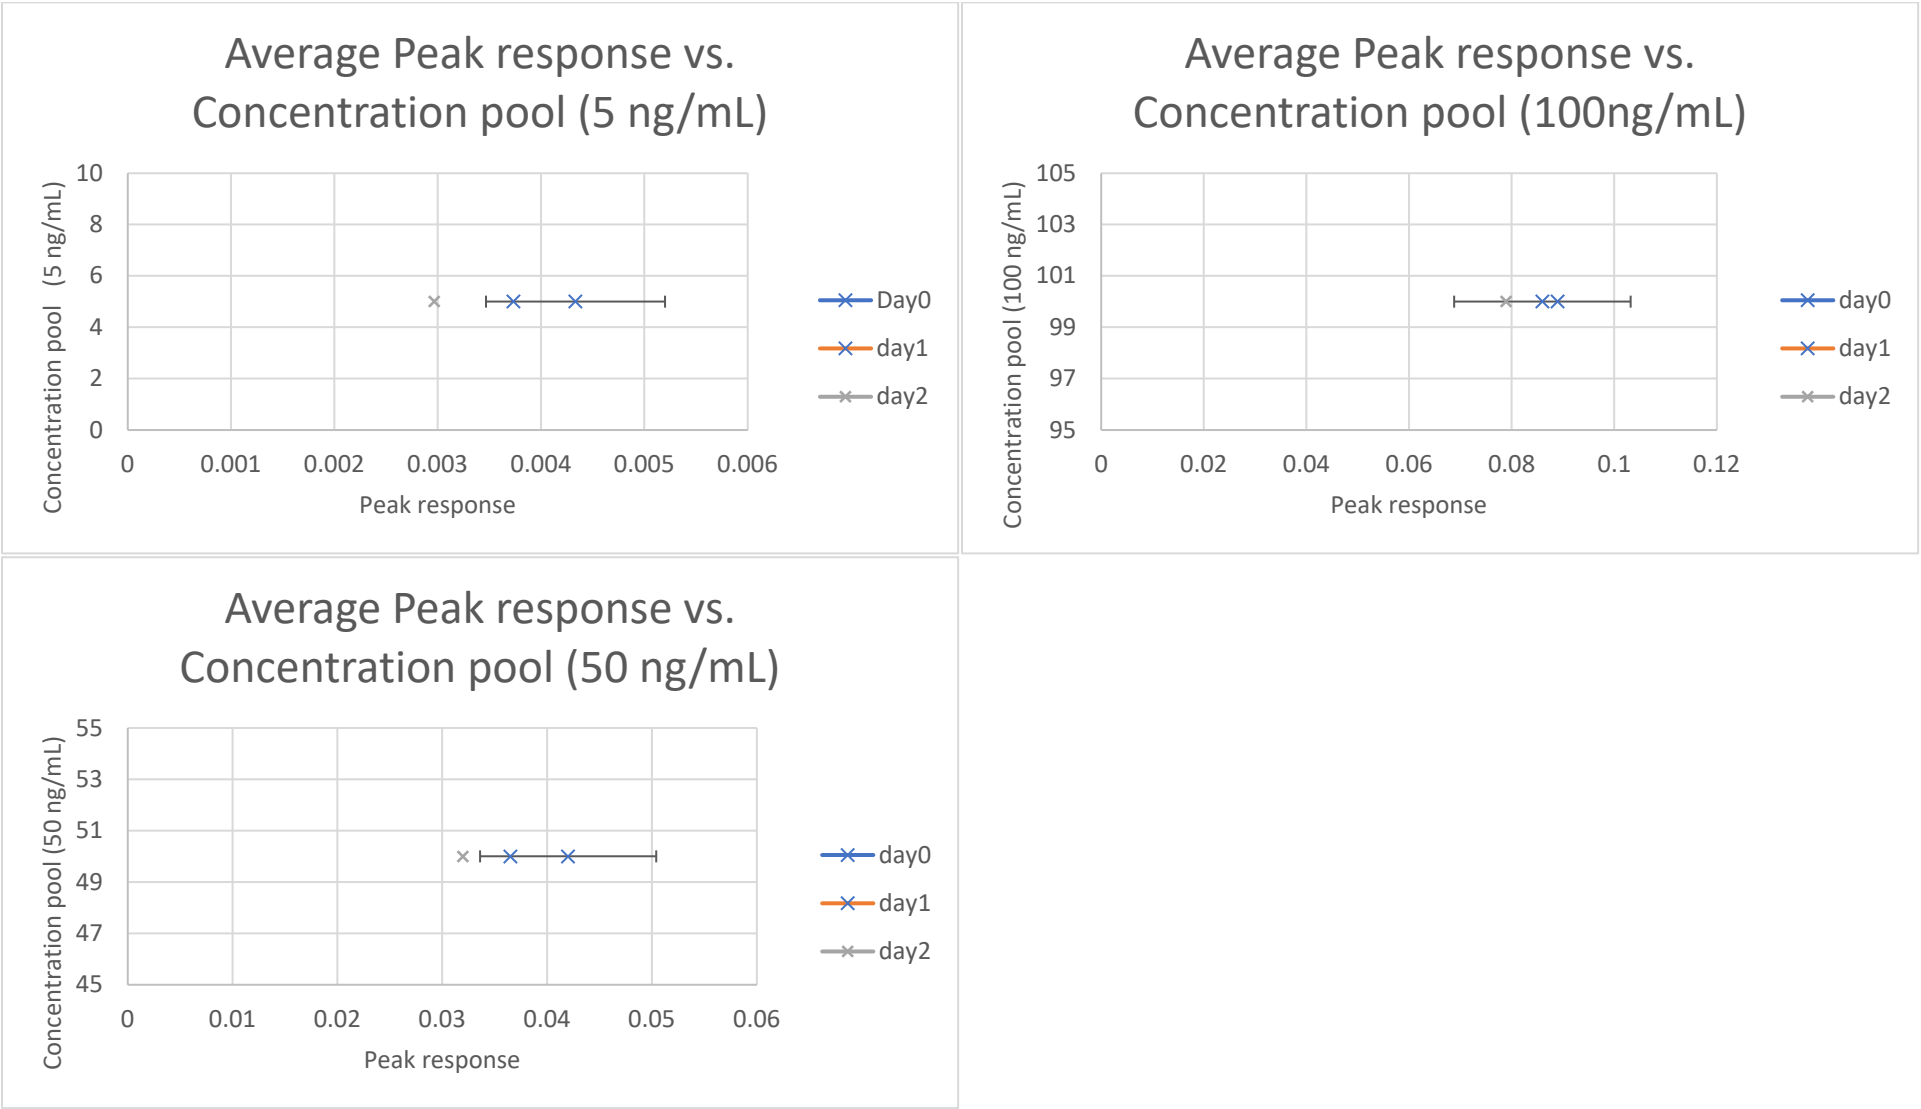 Average Peak response vs.
Concentration pool (5 ng/mL)
Concentration pool  (5 ng/mL)
10
8
6
4
2
0
0 0.001 0.002 0.003 0.004 0.005 0.006
Peak response
Day0
day1
day2
Average Peak response vs.
Concentration pool (100ng/mL)
Concentration pool (100 ng/mL)
105
103
101
99
97
95
0 0.02 0.04 0.06 0.08 0.1 0.12
Peak response
day0
day1
day2
Average Peak response vs.
Concentration pool (50 ng/mL)
Concentration pool (50 ng/mL)
55
53
51
49
47
45
0 0.01 0.02 0.03 0.04 0.05 0.06
Peak response
day0
day1
day2